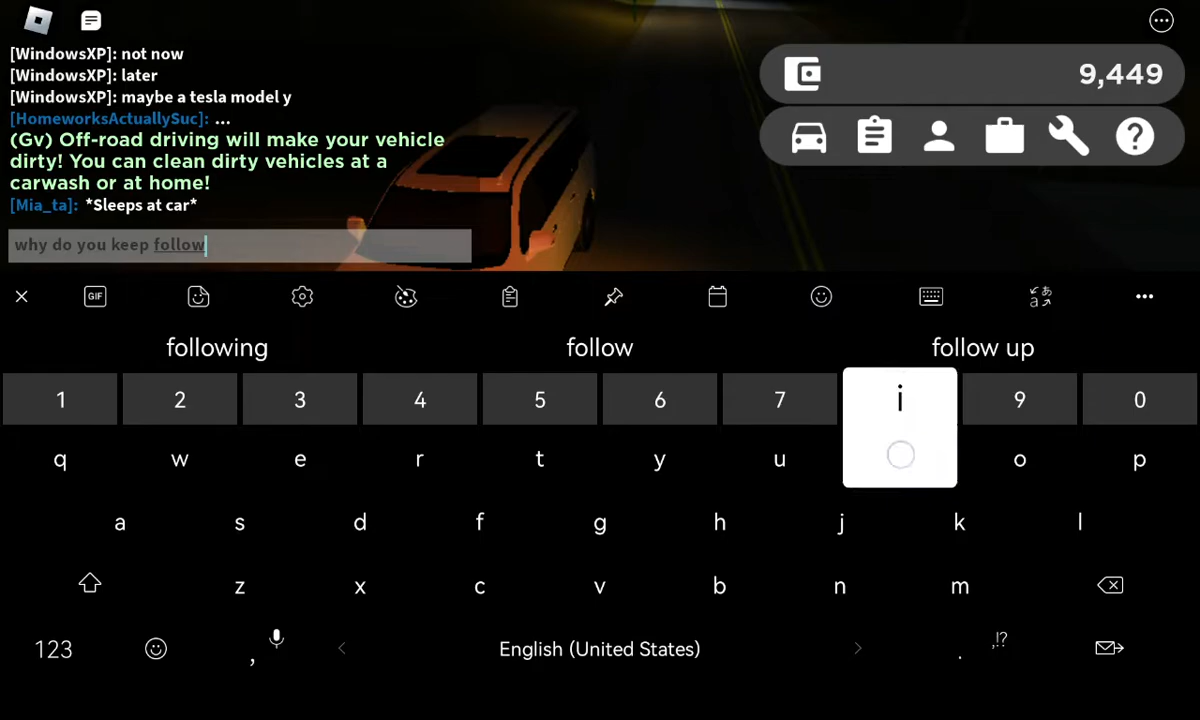 [WindowsXP]: not now
[WindowsXP]: later
[WindowsXP]: maybe a tesla model y
[HomeworksActuallySuc]: ...
(Gv) Off-road driving will make your vehicle
dirty! You can clean dirty vehicles at a
carwash or at home!
[Mia_ta]: *Sleeps at car*
why do you keep follow
9,449
?
GIF
following follow follow up
1 2 3 4 5 6 7 i 9 0
q w e r t y u o p
a s d f g h j k l
z x c v b n m
123 , English (United States) . ,!?